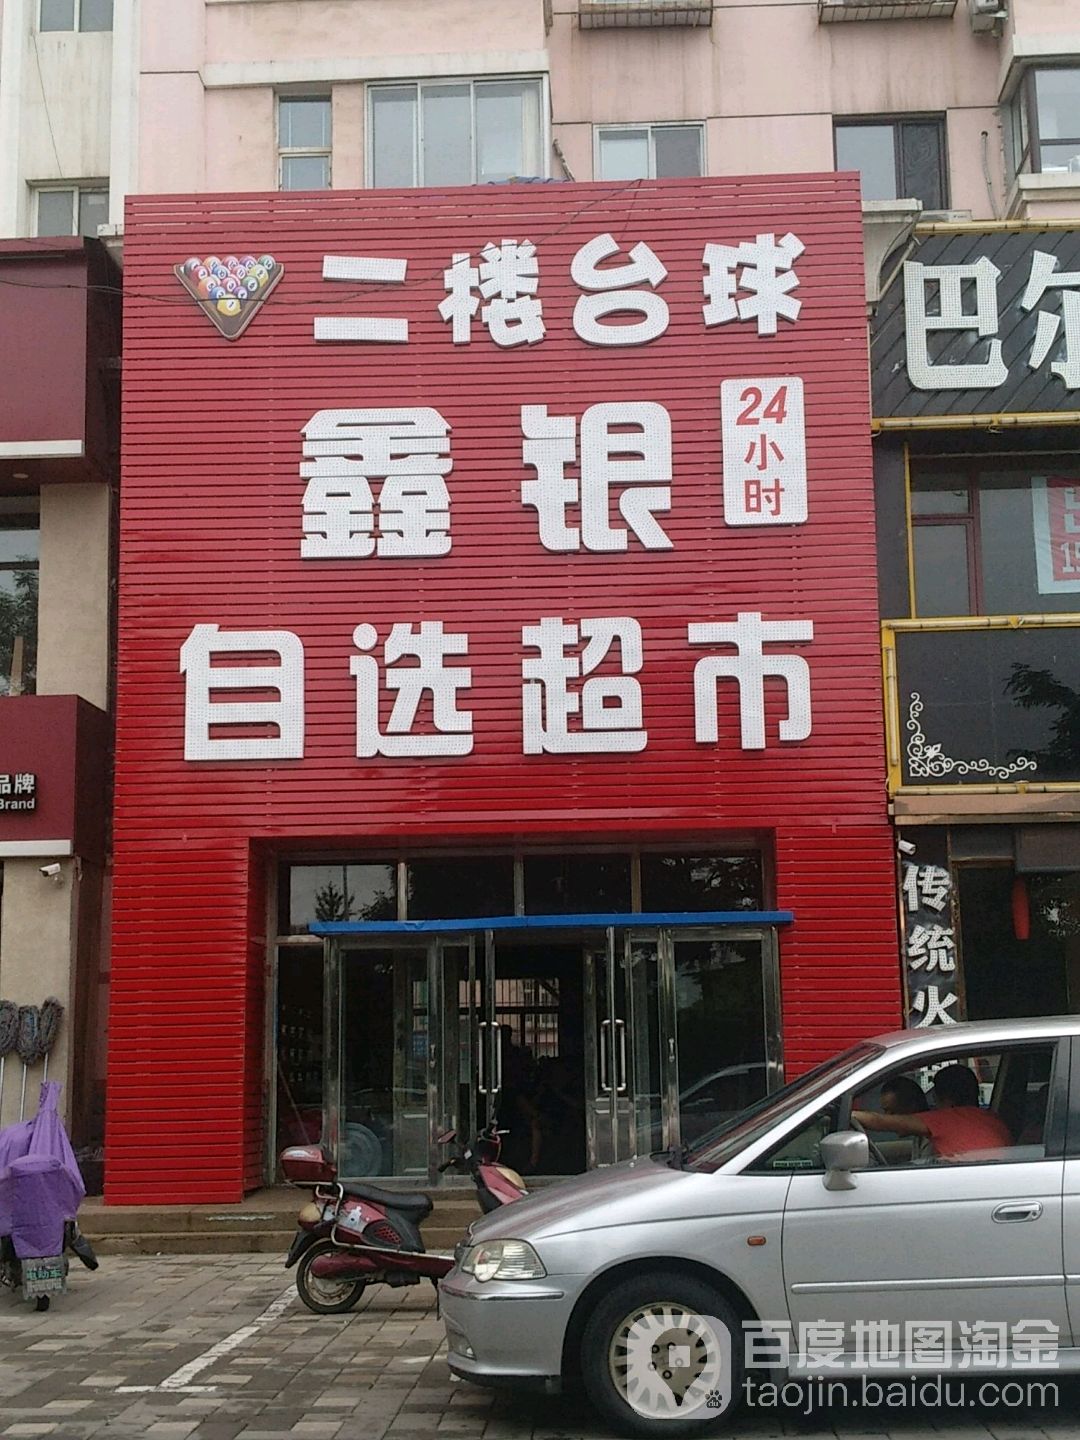 二楼台球
鑫银
24
小时
自选超市
巴尔
品牌
Brand
传统火
百度地图淘金
taojin.baidu.com